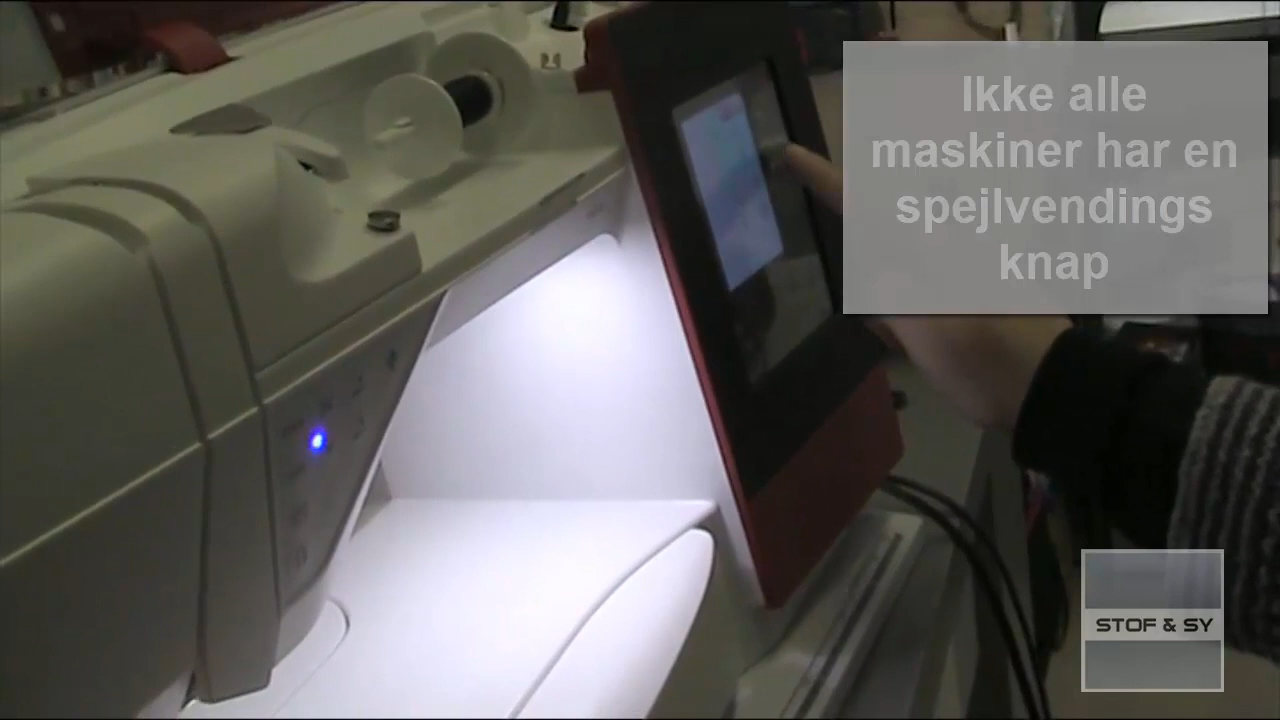 Ikke alle
maskiner har en
spejlvendings
knap
STOF & SY